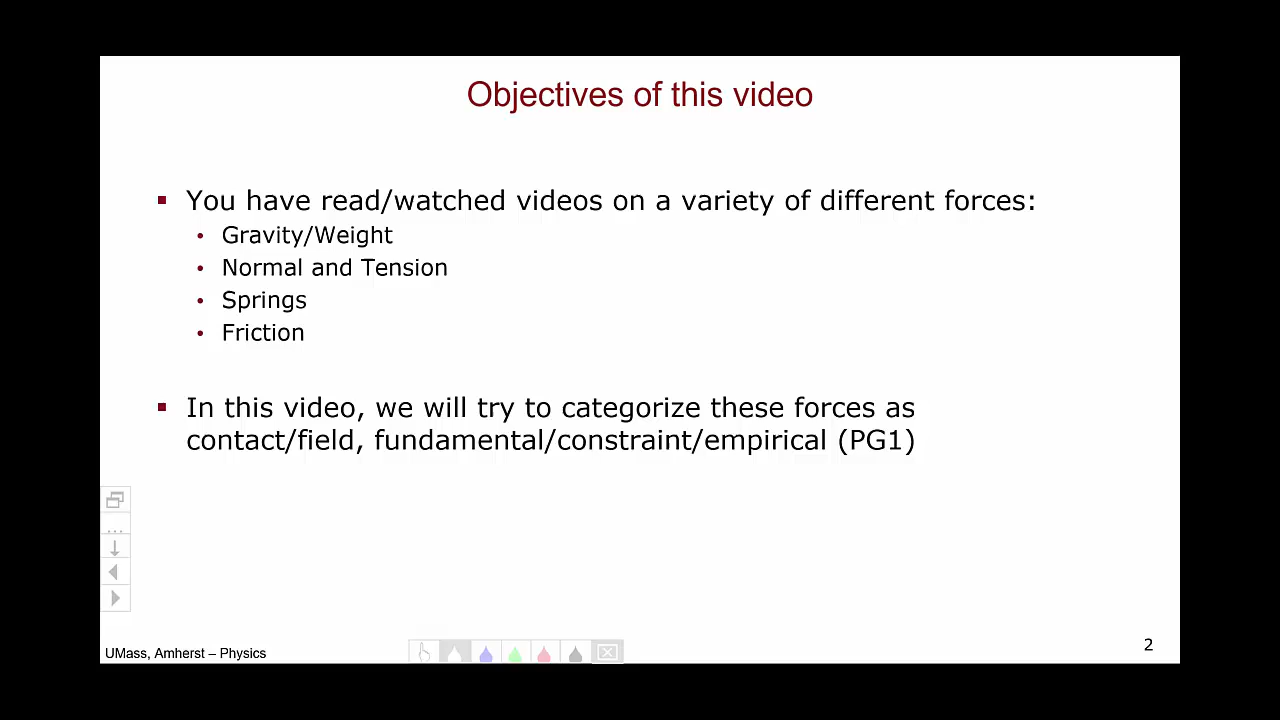 Objectives of this video
▪ You have read/watched videos on a variety of different forces:
• Gravity/Weight
• Normal and Tension
• Springs
• Friction
▪ In this video, we will try to categorize these forces as
contact/field, fundamental/constraint/empirical (PG1)
UMass, Amherst – Physics
2